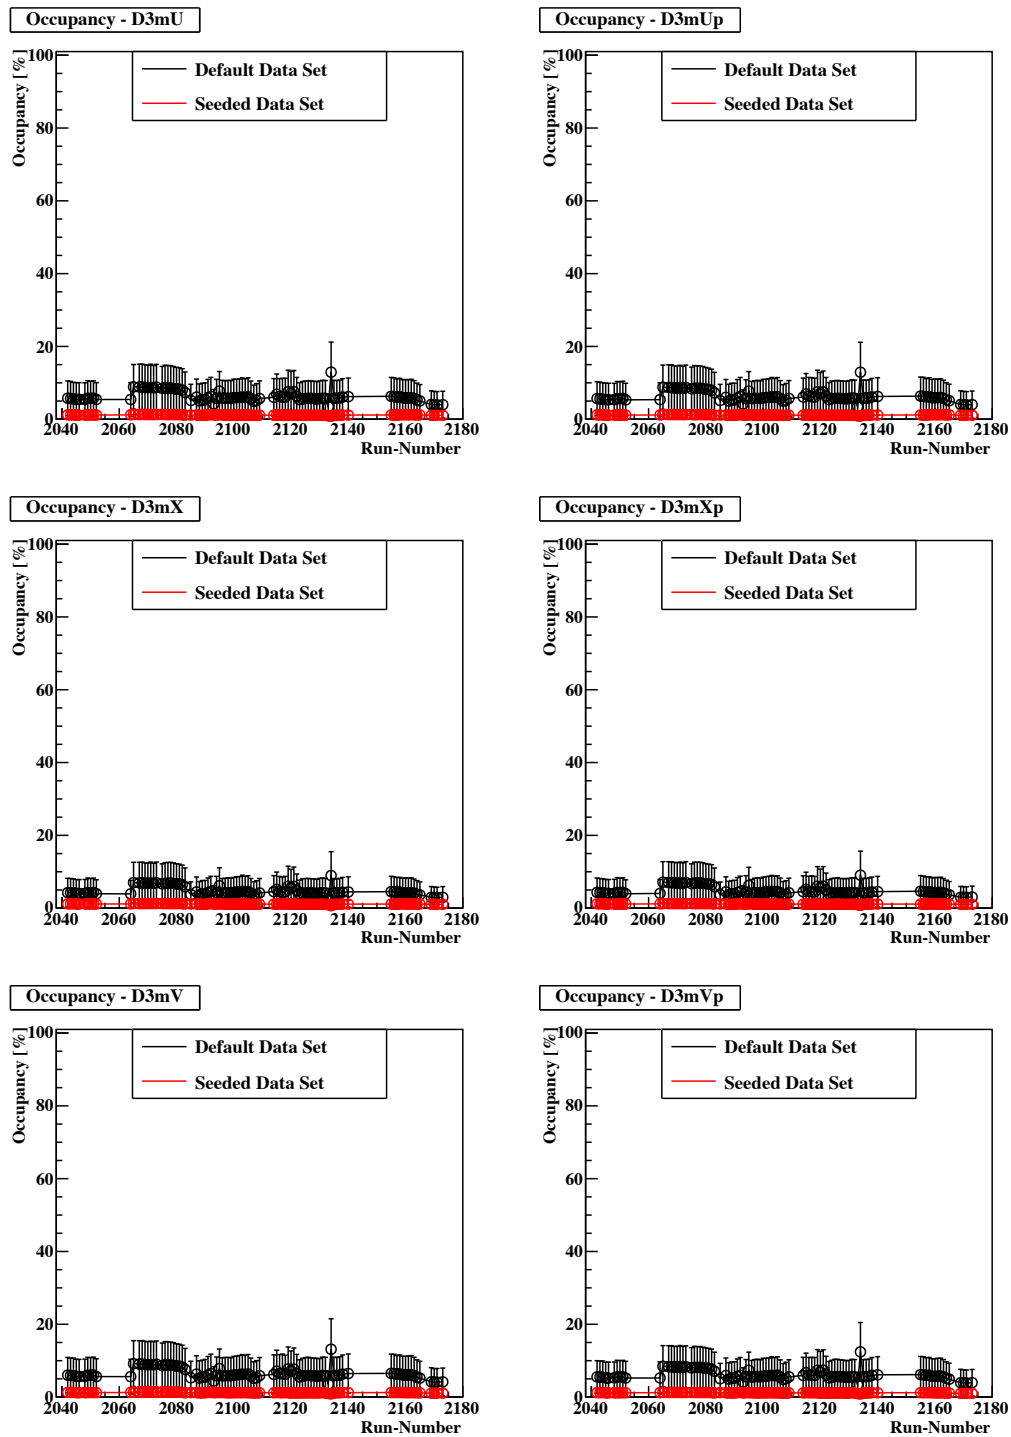 Occupancy - D3mU
Occupancy [%]
100
80
60
40
20
0
Default Data Set
Seeded Data Set
2040 2060 2080 2100 2120 2140 2160 2180
Run-Number
Occupancy - D3mUp
Occupancy [%]
100
80
60
40
20
0
Default Data Set
Seeded Data Set
2040 2060 2080 2100 2120 2140 2160 2180
Run-Number
Occupancy - D3mX
Occupancy [%]
100
80
60
40
20
0
Default Data Set
Seeded Data Set
2040 2060 2080 2100 2120 2140 2160 2180
Run-Number
Occupancy - D3mXp
Occupancy [%]
100
80
60
40
20
0
Default Data Set
Seeded Data Set
2040 2060 2080 2100 2120 2140 2160 2180
Run-Number
Occupancy - D3mV
Occupancy [%]
100
80
60
40
20
0
Default Data Set
Seeded Data Set
2040 2060 2080 2100 2120 2140 2160 2180
Run-Number
Occupancy - D3mVp
Occupancy [%]
100
80
60
40
20
0
Default Data Set
Seeded Data Set
2040 2060 2080 2100 2120 2140 2160 2180
Run-Number